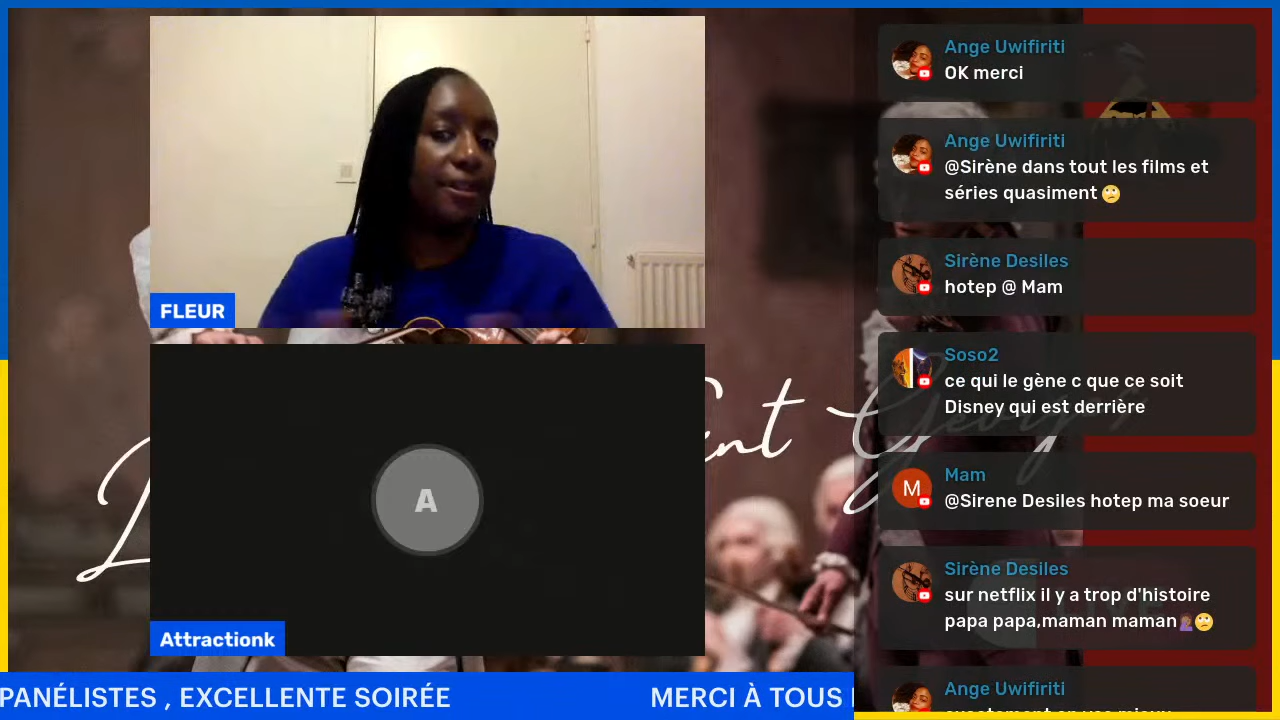 FLEUR
A
Attractionk
int Georges
PANÉLISTES , EXCELLENTE SOIRÉE
MERCI À TOUS
Ange Uwifiriti
OK merci
Ange Uwifiriti
@Sirène dans tout les films et
séries quasiment 🙄
Sirène Desiles
hotep @ Mam
Soso2
ce qui le gène c que ce soit
Disney qui est derrière
M
Mam
@Sirene Desiles hotep ma soeur
Sirène Desiles
sur netflix il y a trop d'histoire
papa papa,maman maman🤦🏾‍♀️🙄
Ange Uwifiriti